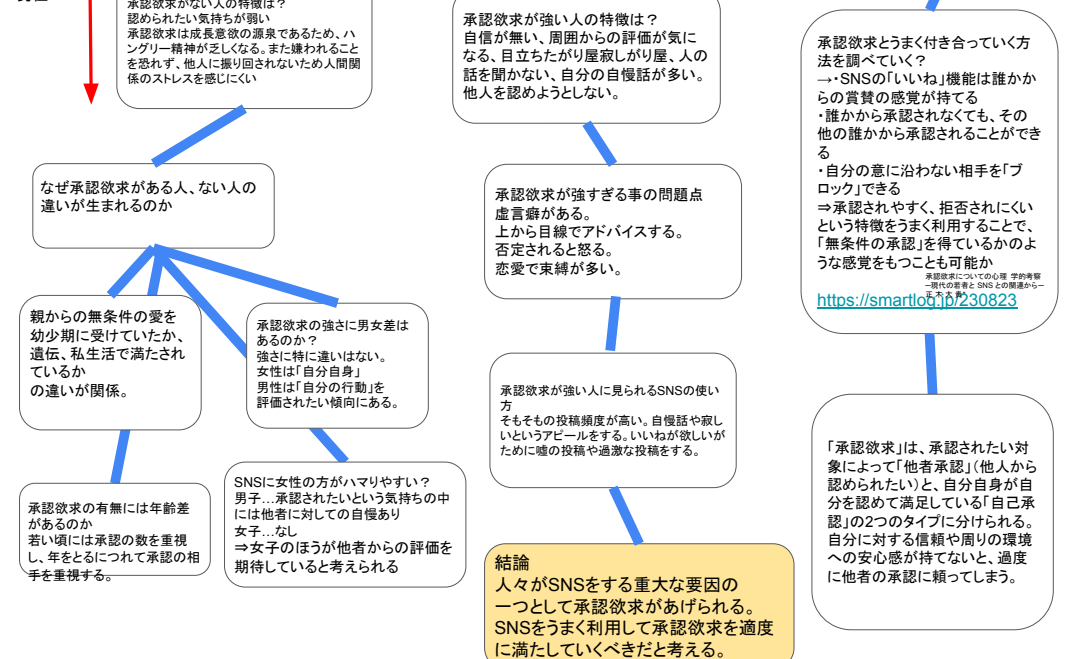 承認欲求がない人の特徴は？
認められたい気持ちが弱い
承認欲求は成長意欲の源泉であるため、ハ
ングリー精神が乏しくなる。また嫌われること
を恐れず、他人に振り回されないため人間関
係のストレスを感じにくい
なぜ承認欲求がある人、ない人の
違いが生まれるのか
親からの無条件の愛を
幼少期に受けていたか、
遺伝、私生活で満たされ
ているか
の違いが関係。
承認欲求の強さに男女差は
あるのか？
強さに特に違いはない。
女性は「自分自身」
男性は「自分の行動」を
評価されたい傾向にある。
承認欲求の有無には年齢差
があるのか
若い頃には承認の数を重視
し、年をとるにつれて承認の相
手を重視する。
SNSに女性の方がハマりやすい？
男子…承認されたいという気持ちの中
には他者に対しての自慢あり
女子…なし
⇒女子のほうが他者からの評価を
期待していると考えられる
承認欲求が強い人の特徴は？
自信が無い、周囲からの評価が気に
なる、目立ちたがり屋寂しがり屋、人の
話を聞かない、自分の自慢話が多い。
他人を認めようとしない。
承認欲求が強すぎる事の問題点
虚言癖がある。
上から目線でアドバイスする。
否定されると怒る。
恋愛で束縛が多い。
承認欲求が強い人に見られるSNSの使い
方
そもそもの投稿頻度が高い。自慢話や寂し
いというアピールをする。いいねが欲しいが
ために嘘の投稿や過激な投稿をする。
結論
人々がSNSをする重大な要因の
一つとして承認欲求があげられる。
SNSをうまく利用して承認欲求を適度
に満たしていくべきだと考える。
承認欲求とうまく付き合っていく方
法を調べていく？
→・SNSの「いいね」機能は誰かか
らの賞賛の感覚が持てる
・誰かから承認されなくても、その
他の誰かから承認されることができ
る
・自分の意に沿わない相手を「ブ
ロック」できる
⇒承認されやすく、拒否されにくい
という特徴をうまく利用することで、
「無条件の承認」を得ているかのよ
うな感覚をもつことも可能か
承認欲求についての心理 学的考察
ー現代の若者と SNS との関連からー
正木大貴
https://smartlog.jp/230823
「承認欲求」は、承認されたい対
象によって「他者承認」（他人から
認められたい）と、自分自身が自
分を認めて満足している「自己承
認」の2つのタイプに分けられる。
自分に対する信頼や周りの環境
への安心感が持てないと、過度
に他者の承認に頼ってしまう。